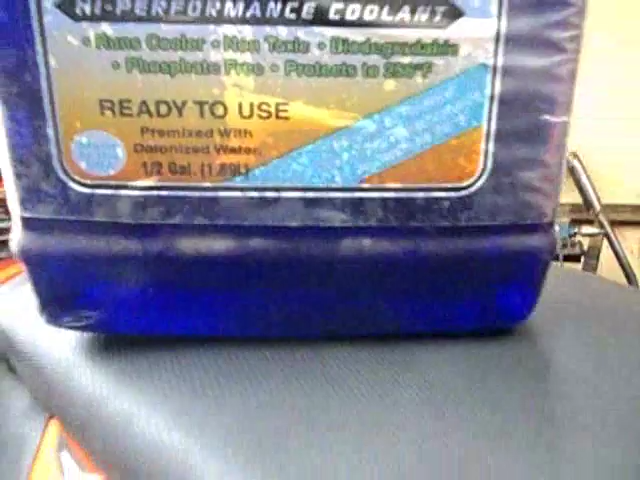 HI-PERFORMANCE COOLANT
• Runs Cooler • Non Toxic • Biodegradable
• Phosphate Free • Protects to 256°F
READY TO USE
Premixed With
Deionized Water.
1/2 Gal. (1.89L)